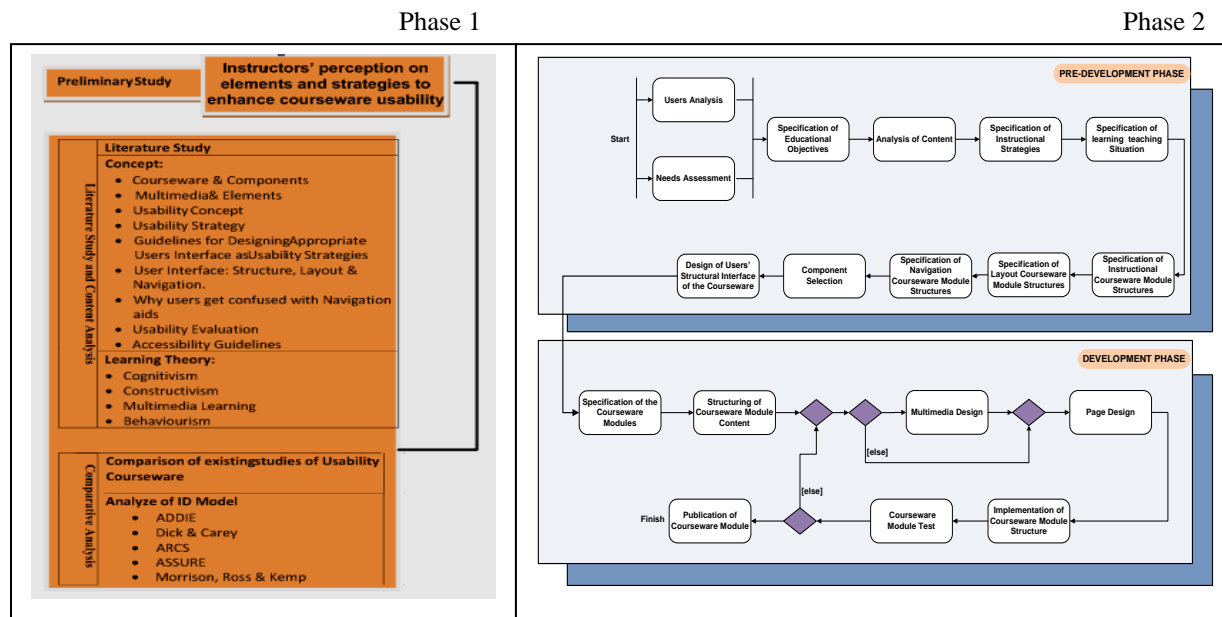 Phase 1
Phase 2
Preliminary Study
Instructors' perception on
elements and strategies to
enhance courseware usability
Literature Study and Content Analysis
Literature Study
Concept:
• Courseware & Components
• Multimedia& Elements
• Usability Concept
• Usability Strategy
• Guidelines for DesigningAppropriate
Users Interface asUsability Strategies
• User Interface: Structure, Layout &
Navigation.
• Why users get confused with Navigation
aids
• Usability Evaluation
• Accessibility Guidelines
Learning Theory:
• Cognitivism
• Constructivism
• Multimedia Learning
• Behaviourism
Comparative Analysis
Comparison of existingstudies of Usability
Courseware
Analyze of ID Model
• ADDIE
• Dick & Carey
• ARCS
• ASSURE
• Morrison, Ross & Kemp
PRE-DEVELOPMENT PHASE
Start
Users Analysis
Needs Assessment
Specification of
Educational
Objectives
Analysis of Content
Specification of
Instructional
Strategies
Specification of
learning teaching
Situation
Design of Users'
Structural Interface
of the Courseware
Component
Selection
Specification of
Navigation
Courseware Module
Structures
Specification of
Layout Courseware
Module Structures
Specification of
Instructional
Courseware Module
Structures
DEVELOPMENT PHASE
Specification of the
Courseware
Modules
Structuring of
Courseware Module
Content
Multimedia Design
Page Design
[else]
[else]
Finish
Publication of
Courseware Module
Courseware
Module Test
Implementation of
Courseware Module
Structure